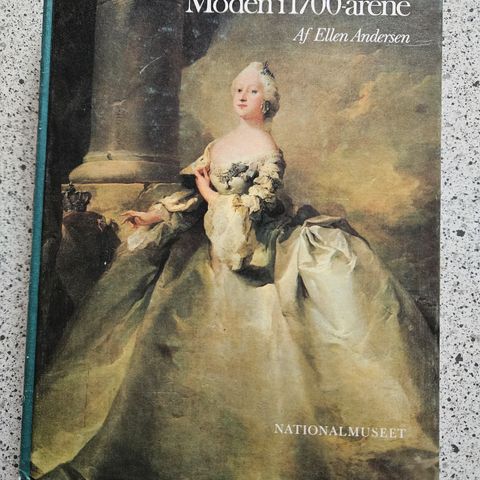 Moden i 1700-årene
Af Ellen Andersen
NATIONALMUSEET